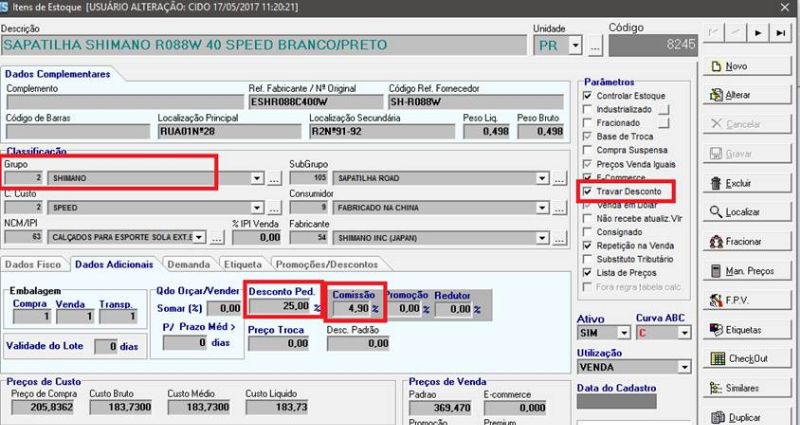 Itens de Estoque [USUÁRIO ALTERAÇÃO: CIDO 17/05/2017 11:20:21]
Descrição Unidade Código
SAPATILHA SHIMANO R088W 40 SPEED BRANCO/PRETO PR ... 8245
Dados Complementares
Complemento Ref. Fabricante / Nª Original Código Ref. Fornecedor
ESHR088C400W SH-R088W
Código de Barras Localização Principal Localização Secundária Peso Liq. Peso Bruto
RUA01Nº28 R2Nº91-92 0,498 0,498
Classificação
Grupo SubGrupo
2 SHIMANO ... 105 SAPATILHA ROAD ...
C. Custo Consumidor
2 SPEED ... 9 FABRICADO NA CHINA ...
NCM/IPI % IPI Venda Fabricante
63 CALÇADOS PARA ESPORTE SOLA EXT.E ... 0,00 54 SHIMANO INC (JAPAN) ...
Dados Fisco Dados Adicionais Demanda Etiqueta Promoções/Descontos
Embalagem
Compra Venda Transp.
1 1 1
Validade do Lote 0 dias
Qdo Orçar/Vender
Somar (%) 0,00
P/ Prazo Méd >
0 dias
Desconto Ped. Comissão Promoção Redutor
25,00 % 4,90 % 0,00 % 0,00 %
Preço Troca Desc. Padrão
0,00 0,00
Preços de Custo
Preço de Compra Custo Bruto Custo Médio Custo Liquido
205,8362 183,7300 183,7300 183,73
Preços de Venda
Padrao E-commerce
369,470 0,000
Promoção Premium
Parâmetros
Controlar Estoque
Industrializado
Fracionado
Base de Troca
Compra Suspensa
Preços Venda Iguais
E-Commerce
Travar Desconto
Venda em Dólar
Não recebe atualiz.Vlr
Consignado
Repetição na Venda
Substituto Tributário
Lista de Preços
Fora regra tabela calc.
Ativo Curva ABC
SIM C
Utilização
VENDA
Data do Cadastro
Novo
Alterar
Cancelar
Gravar
Excluir
Localizar
Fracionar
Man. Preços
F.P.V.
Etiquetas
CheckOut
Similares
Duplicar